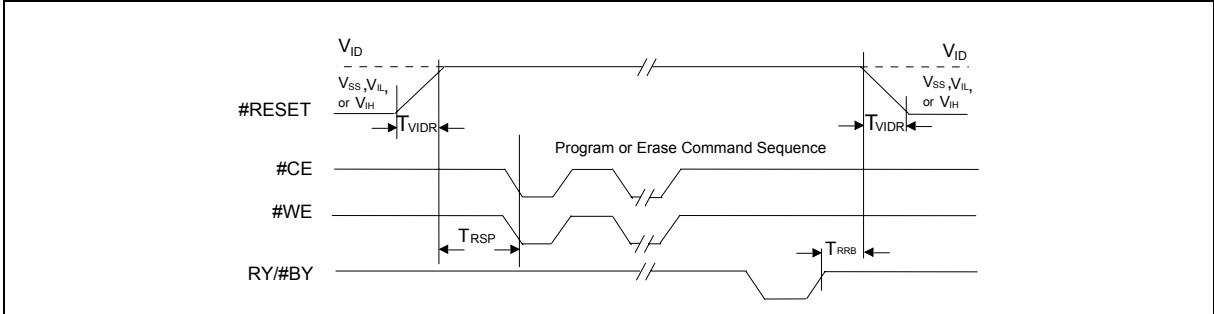 VID VID
VSS ,VIL, VSS ,VIL,
or VIH or VIH
#RESET
TVIDR TVIDR
Program or Erase Command Sequence
#CE
#WE
TRSP TRRB
RY/#BY